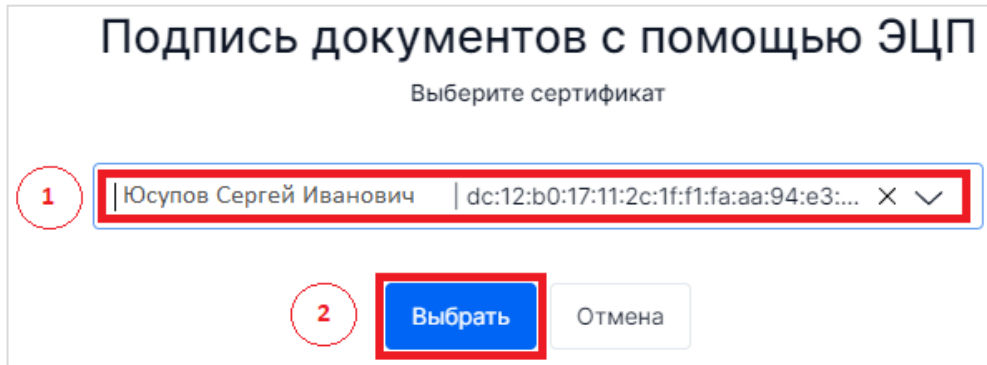 Подпись документов с помощью ЭЦП
Выберите сертификат
1 Юсупов Сергей Иванович | dc:12:b0:17:11:2c:1f:f1:fa:aa:94:e3:...
2 Выбрать Отмена